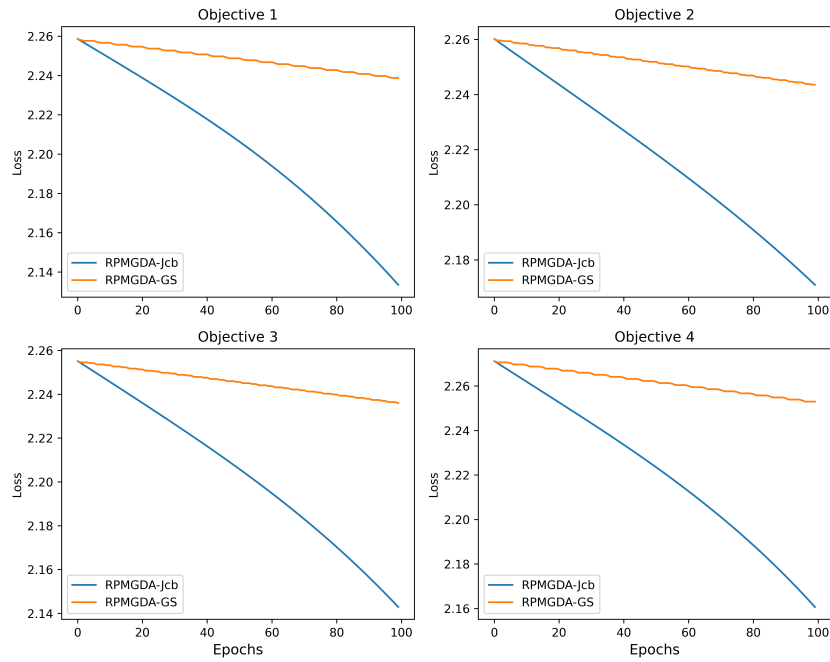 Objective 1
2.26
2.24
2.22
2.20
2.18
2.16
2.14
Loss
RPMGDA-Jcb
RPMGDA-GS
0 20 40 60 80 100
Objective 2
2.26
2.24
2.22
2.20
2.18
Loss
RPMGDA-Jcb
RPMGDA-GS
0 20 40 60 80 100
Objective 3
2.26
2.24
2.22
2.20
2.18
2.16
2.14
Loss
RPMGDA-Jcb
RPMGDA-GS
0 20 40 60 80 100
Epochs
Objective 4
2.26
2.24
2.22
2.20
2.18
2.16
Loss
RPMGDA-Jcb
RPMGDA-GS
0 20 40 60 80 100
Epochs